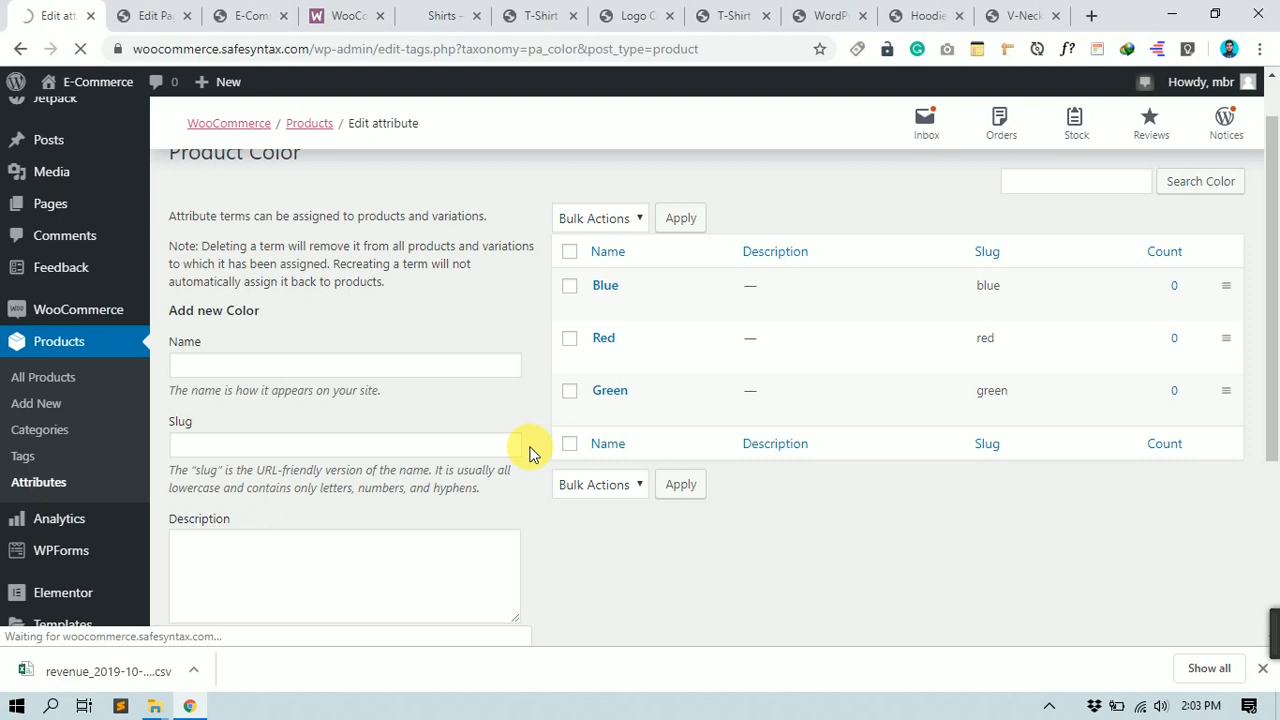 Edit att
Edit Pa
E-Com
WooC
Shirts –
T-Shirt
Logo C
T-Shirt
WordP
Hoodie
V-Neck
woocommerce.safesyntax.com/wp-admin/edit-tags.php?taxonomy=pa_color&post_type=product
E-Commerce
0
New
Howdy, mbr
Jetpack
Posts
Media
Pages
Comments
Feedback
WooCommerce
Products
All Products
Add New
Categories
Tags
Attributes
Analytics
WPForms
Elementor
Templates
WooCommerce / Products / Edit attribute
Inbox
Orders
Stock
Reviews
Notices
Product Color
Search Color
Attribute terms can be assigned to products and variations.
Note: Deleting a term will remove it from all products and variations
to which it has been assigned. Recreating a term will not
automatically assign it back to products.
Add new Color
Name
The name is how it appears on your site.
Slug
The “slug” is the URL-friendly version of the name. It is usually all
lowercase and contains only letters, numbers, and hyphens.
Description
Bulk Actions
Apply
Name Description Slug Count
Blue — blue 0
Red — red 0
Green — green 0
Name Description Slug Count
Bulk Actions
Apply
Waiting for woocommerce.safesyntax.com...
revenue_2019-10-....csv
Show all
2:03 PM